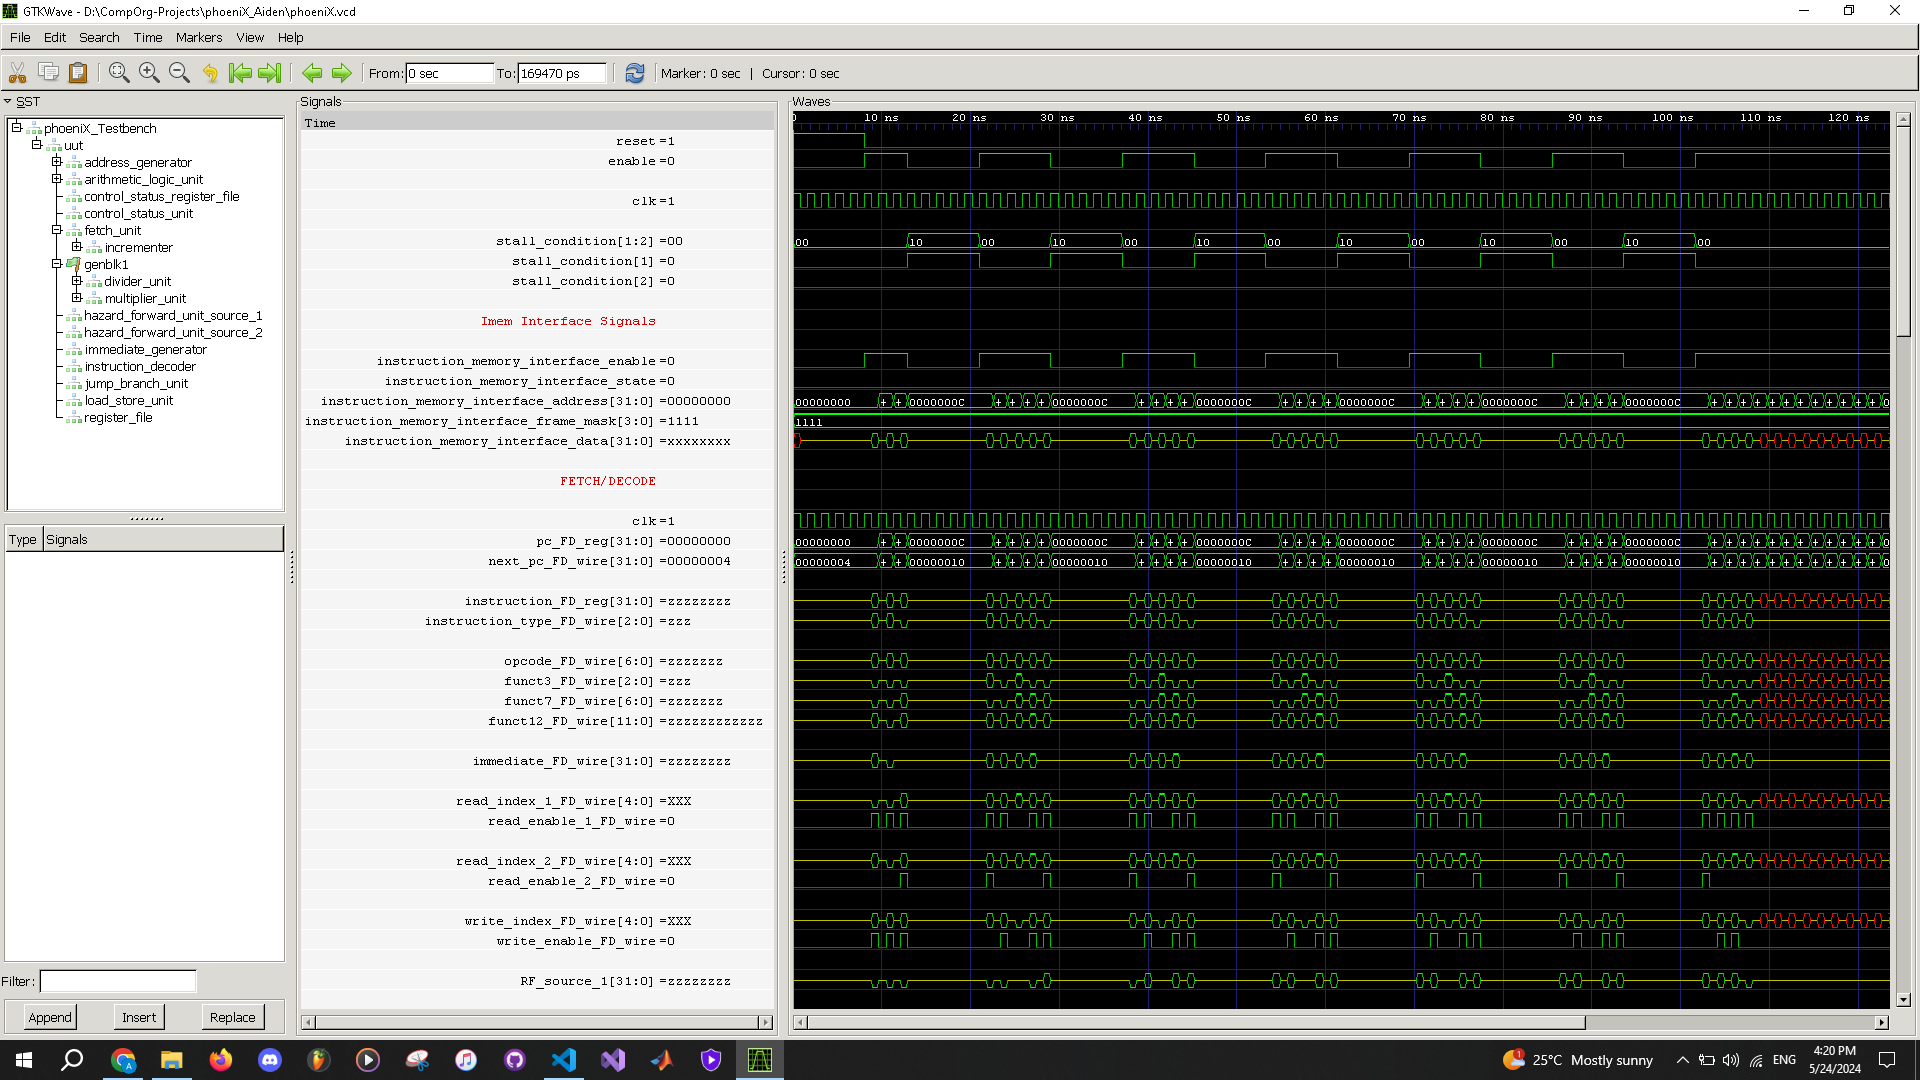 GTKWave - D:\CompOrg-Projects\phoeniX_Aiden\phoeniX.vcd
File Edit Search Time Markers View Help
From: 0 sec To: 169470 ps Marker: 0 sec | Cursor: 0 sec
SST
phoeniX_Testbench
uut
address_generator
arithmetic_logic_unit
control_status_register_file
control_status_unit
fetch_unit
incrementer
genblk1
divider_unit
multiplier_unit
hazard_forward_unit_source_1
hazard_forward_unit_source_2
immediate_generator
instruction_decoder
jump_branch_unit
load_store_unit
register_file
Type Signals
Filter:
Append Insert Replace
Signals
Time
reset =1
enable =0
clk =1
stall_condition[1:2] =00
stall_condition[1] =0
stall_condition[2] =0
Imem Interface Signals
instruction_memory_interface_enable =0
instruction_memory_interface_state =0
instruction_memory_interface_address[31:0] =00000000
instruction_memory_interface_frame_mask[3:0] =1111
instruction_memory_interface_data[31:0] =xxxxxxxx
FETCH/DECODE
clk =1
pc_FD_reg[31:0] =00000000
next_pc_FD_wire[31:0] =00000004
instruction_FD_reg[31:0] =zzzzzzzz
instruction_type_FD_wire[2:0] =zzz
opcode_FD_wire[6:0] =zzzzzzz
funct3_FD_wire[2:0] =zzz
funct7_FD_wire[6:0] =zzzzzzz
funct12_FD_wire[11:0] =zzzzzzzzzzzz
immediate_FD_wire[31:0] =zzzzzzzz
read_index_1_FD_wire[4:0] =XXX
read_enable_1_FD_wire =0
read_index_2_FD_wire[4:0] =XXX
read_enable_2_FD_wire =0
write_index_FD_wire[4:0] =XXX
write_enable_FD_wire =0
RF_source_1[31:0] =zzzzzzzz
Waves
0 10 ns 20 ns 30 ns 40 ns 50 ns 60 ns 70 ns 80 ns 90 ns 100 ns 110 ns 120 ns
00 10 00 10 00 10 00 10 00 10 00 10 00
00000000 + + 0000000C + + + + 0000000C + + + + 0000000C + + + + 0000000C + + + + 0000000C + + + + 0000000C + + + + + + + + + + + + 0
1111
00000000 + + 0000000C + + + + 0000000C + + + + 0000000C + + + + 0000000C + + + + 0000000C + + + + 0000000C + + + + + + + + + + + + 0
00000004 + + 00000010 + + + + 00000010 + + + + 00000010 + + + + 00000010 + + + + 00000010 + + + + 00000010 + + + + + + + + + + + + 0
25°C Mostly sunny
ENG
4:20 PM
5/24/2024